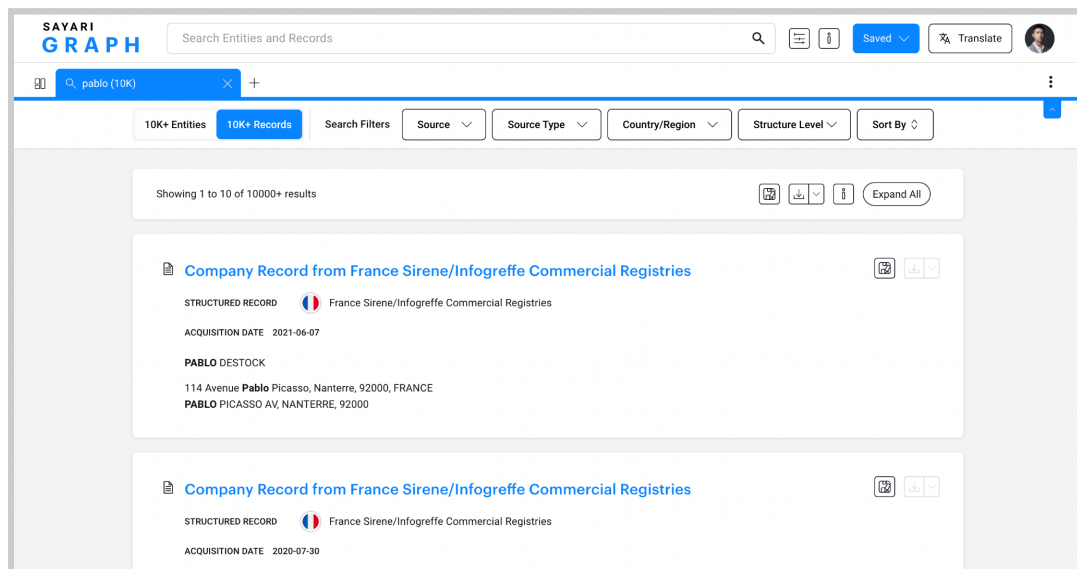 SAYARI
GRAPH
Search Entities and Records
Saved
Translate
pablo (10K)
10K+ Entities
10K+ Records
Search Filters
Source
Source Type
Country/Region
Structure Level
Sort By
Showing 1 to 10 of 10000+ results
Expand All
Company Record from France Sirene/Infogreffe Commercial Registries
STRUCTURED RECORD France Sirene/Infogreffe Commercial Registries
ACQUISITION DATE 2021-06-07
PABLO DESTOCK
114 Avenue Pablo Picasso, Nanterre, 92000, FRANCE
PABLO PICASSO AV, NANTERRE, 92000
Company Record from France Sirene/Infogreffe Commercial Registries
STRUCTURED RECORD France Sirene/Infogreffe Commercial Registries
ACQUISITION DATE 2020-07-30